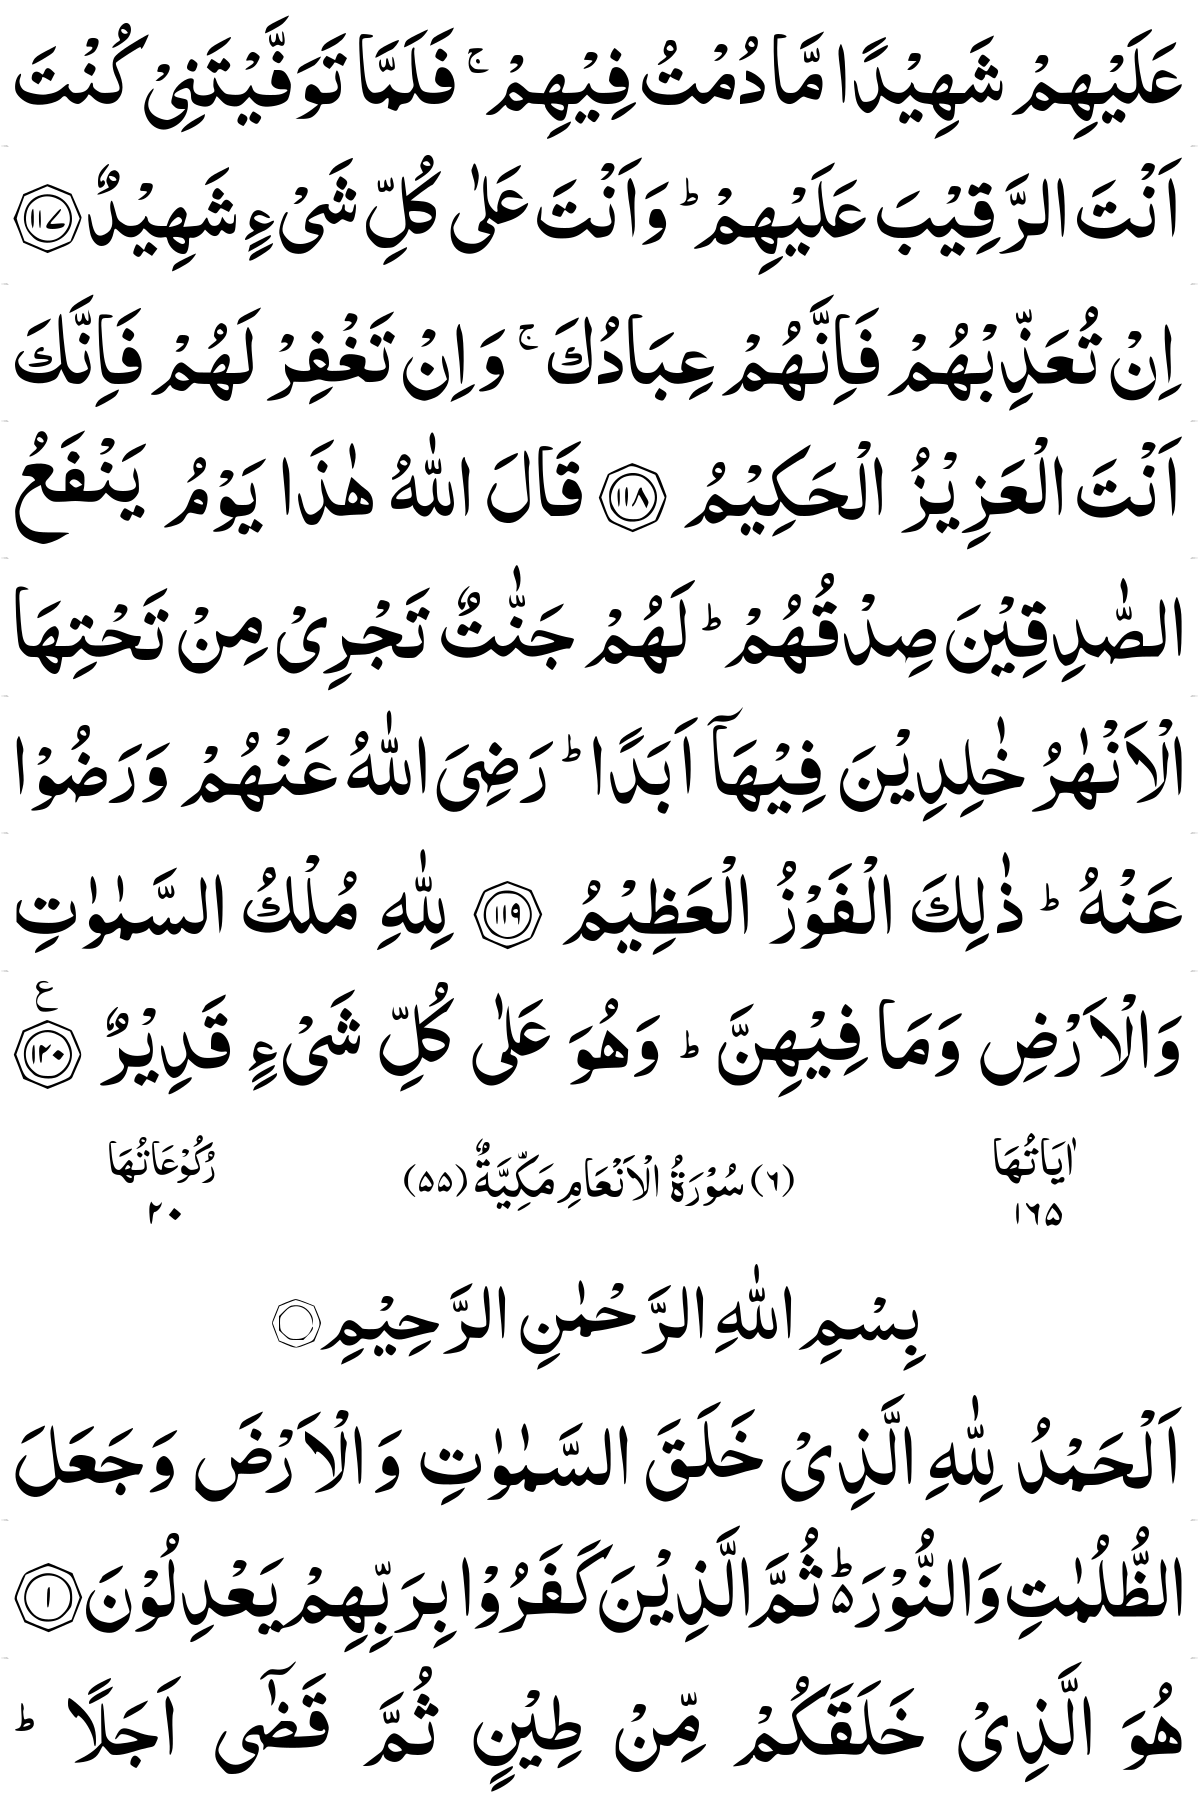 عَلَيْهِمْ شَهِيْدًا مَّا دُمْتُ فِيْهِمْ ۚ فَلَمَّا تَوَفَّيْتَنِيْ كُنْتَ
اَنْتَ الرَّقِيْبَ عَلَيْهِمْ ؕ وَاَنْتَ عَلٰى كُلِّ شَیْءٍ شَهِيْدٌ ۝۱۱۷
اِنْ تُعَذِّبْهُمْ فَاِنَّهُمْ عِبَادُكَ ۚ وَاِنْ تَغْفِرْ لَهُمْ فَاِنَّكَ
اَنْتَ الْعَزِيْزُ الْحَكِيْمُ ۝۱۱۸ قَالَ اللّٰهُ هٰذَا يَوْمُ يَنْفَعُ
الصّٰدِقِيْنَ صِدْقُهُمْ ؕ لَهُمْ جَنّٰتٌ تَجْرِیْ مِنْ تَحْتِهَا
الْاَنْهٰرُ خٰلِدِيْنَ فِيْهَاۤ اَبَدًا ؕ رَضِیَ اللّٰهُ عَنْهُمْ وَرَضُوْا
عَنْهُ ؕ ذٰلِكَ الْفَوْزُ الْعَظِيْمُ ۝۱۱۹ لِلّٰهِ مُلْكُ السَّمٰوٰتِ
وَالْاَرْضِ وَمَا فِيْهِنَّ ؕ وَهُوَ عَلٰى كُلِّ شَیْءٍ قَدِيْرٌ ۝۱۲۰ ع
اٰيَاتُهَا ۱۶۵ (۶) سُوْرَةُ الْاَنْعَامِ مَكِّيَّةٌ (۵۵) رُكُوْعَاتُهَا ۲۰
بِسْمِ اللّٰهِ الرَّحْمٰنِ الرَّحِيْمِ ۝
اَلْحَمْدُ لِلّٰهِ الَّذِیْ خَلَقَ السَّمٰوٰتِ وَالْاَرْضَ وَجَعَلَ
الظُّلُمٰتِ وَالنُّوْرَ ۬ؕ ثُمَّ الَّذِيْنَ كَفَرُوْا بِرَبِّهِمْ يَعْدِلُوْنَ ۝۱
هُوَ الَّذِیْ خَلَقَكُمْ مِّنْ طِيْنٍ ثُمَّ قَضٰۤى اَجَلًا ؕ